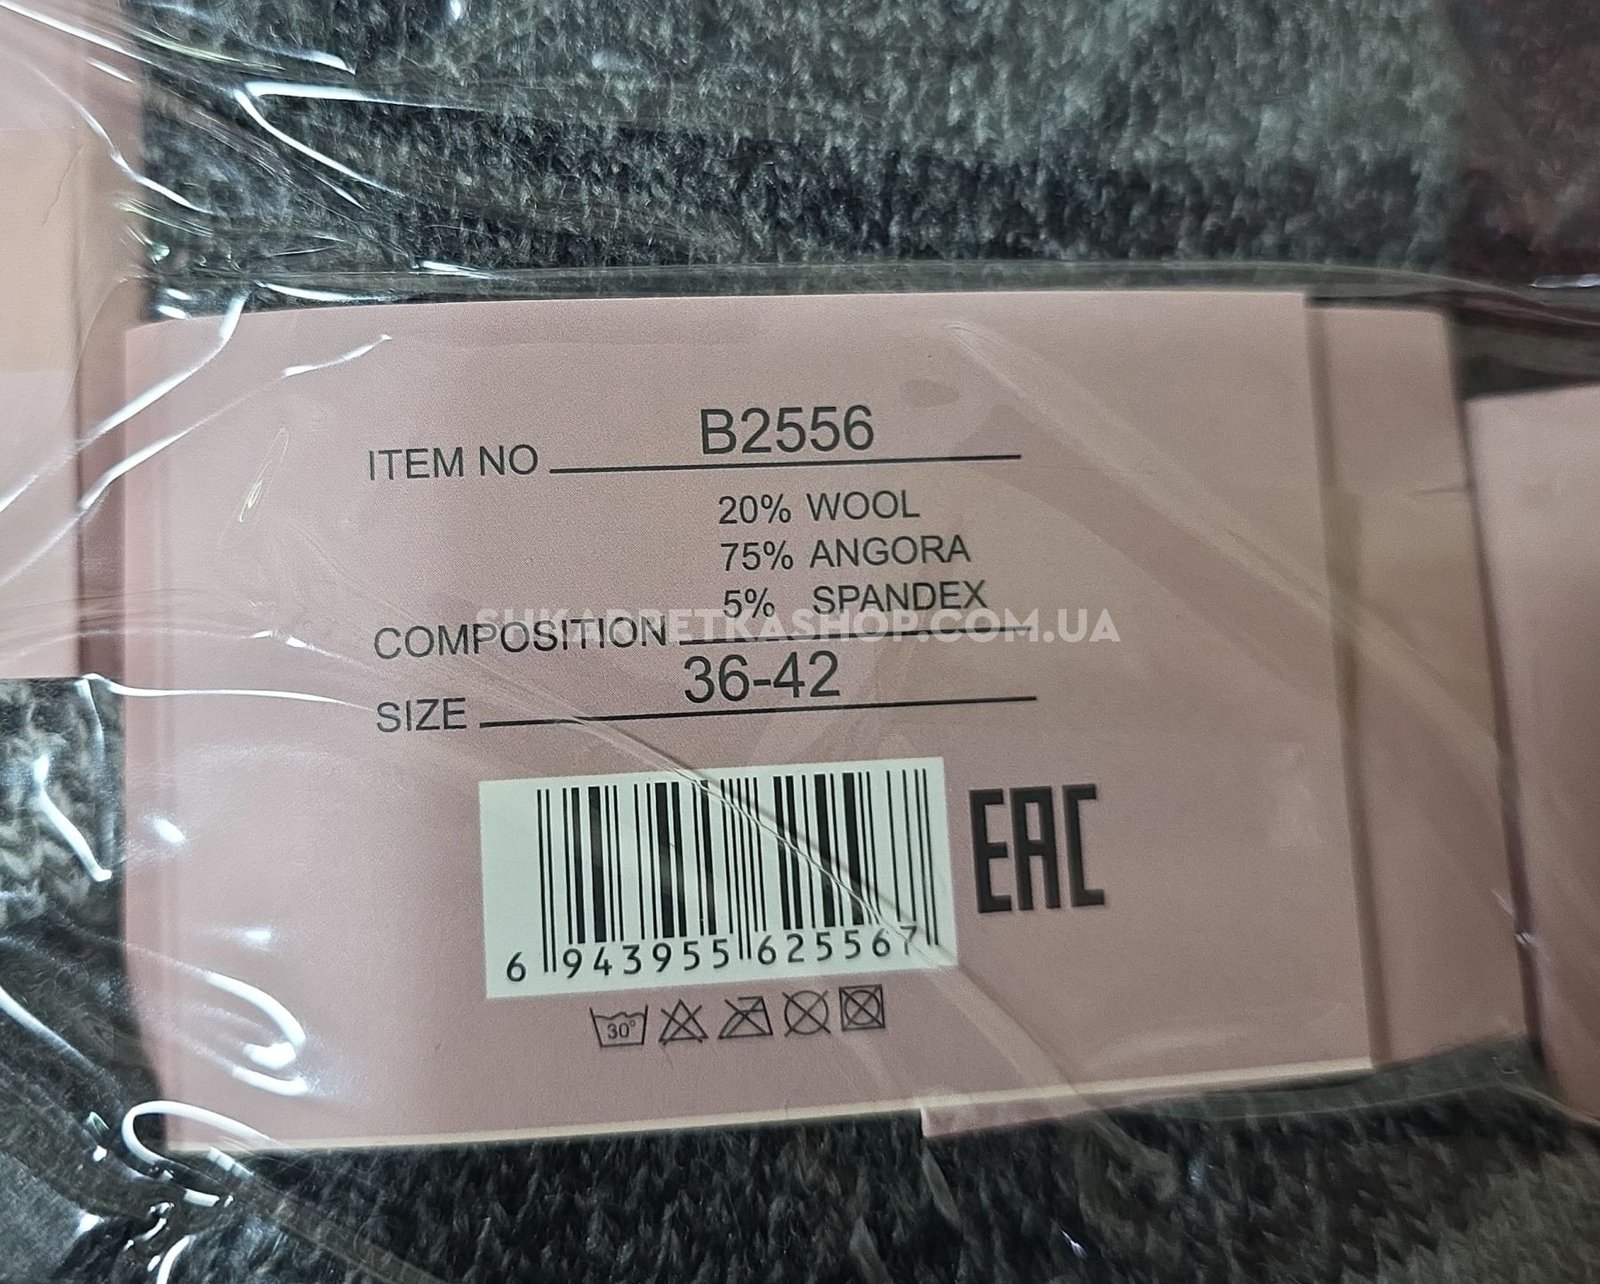 ITEM NO B2556
20% WOOL
75% ANGORA
5% SPANDEX
COMPOSITION
SHKARPETKASHOP.COM.UA
SIZE 36-42
EAC
6 943955 625567
30°